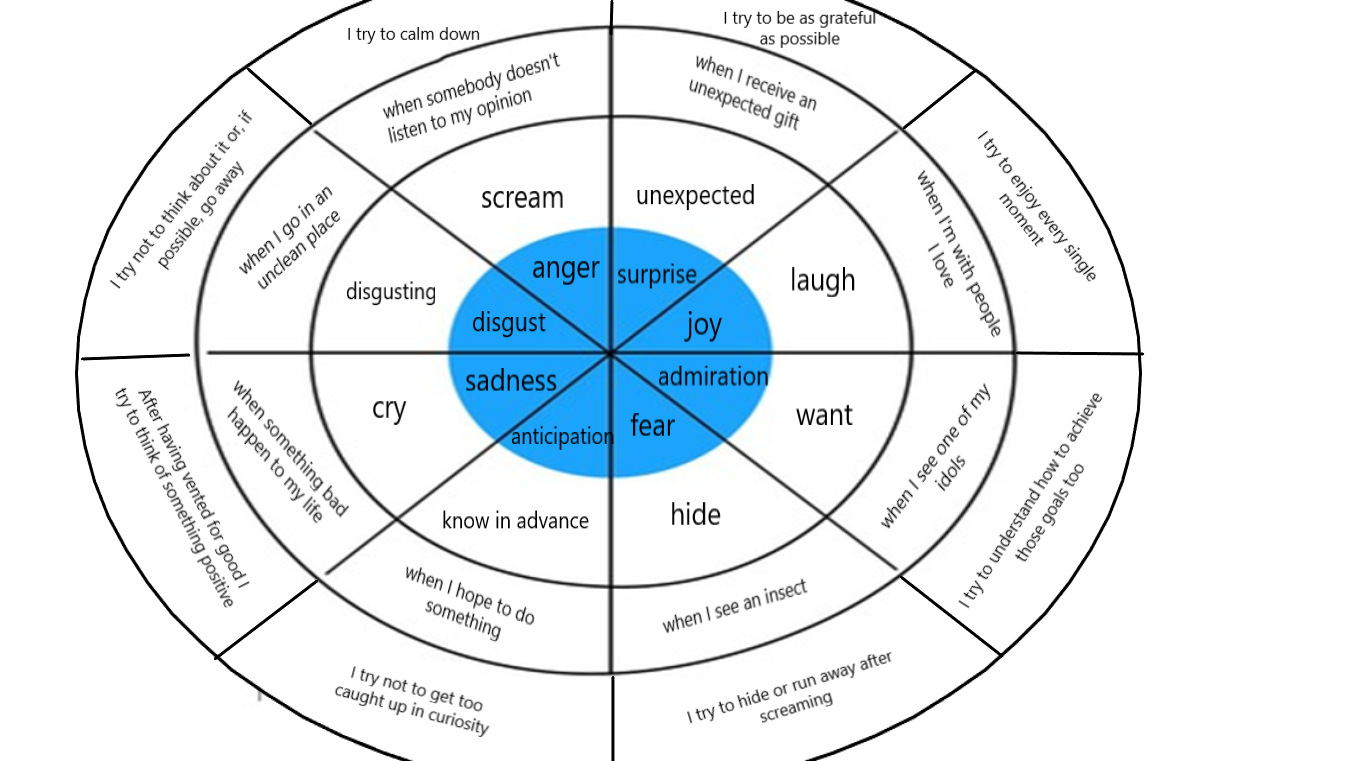 I try to calm down
I try to be as grateful
as possible
when somebody doesn't
listen to my opinion
when I receive an
unexpected gift
I try not to think about it or, if
possible, go away
when I go in an
unclean place
scream
unexpected
when I'm with people
I love
I try to enjoy every single
moment
disgusting
anger
surprise
laugh
disgust
joy
sadness
admiration
cry
anticipation
fear
want
After having vented for good I
try to think of something positive
when something bad
happen to my life
know in advance
hide
when I see one of my
idols
I try to understand how to achieve
those goals too
when I hope to do
something
when I see an insect
I try not to get too
caught up in curiosity
I try to hide or run away after
screaming